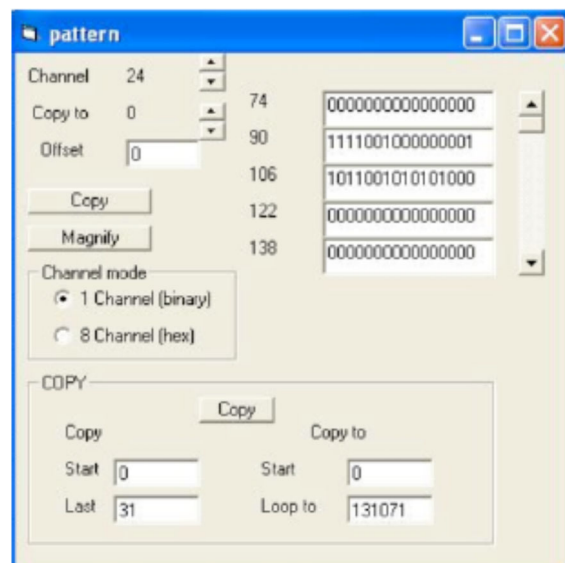 pattern
Channel 24
Copy to 0
Offset 0
Copy
Magnify
74 0000000000000000
90 1111001000000001
106 1011001010101000
122 0000000000000000
138 0000000000000000
Channel mode
1 Channel (binary)
8 Channel (hex)
COPY
Copy
Copy Copy to
Start 0 Start 0
Last 31 Loop to 131071